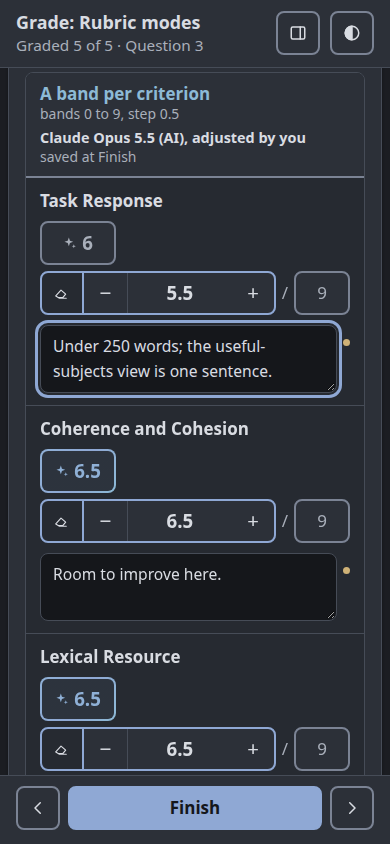 Grade: Rubric modes
Graded 5 of 5 · Question 3
A band per criterion
bands 0 to 9, step 0.5
Claude Opus 5.5 (AI), adjusted by you
saved at Finish
Task Response
6
− 5.5 + / 9
Under 250 words; the useful-
subjects view is one sentence.
Coherence and Cohesion
6.5
− 6.5 + / 9
Room to improve here.
Lexical Resource
6.5
− 6.5 + / 9
Finish